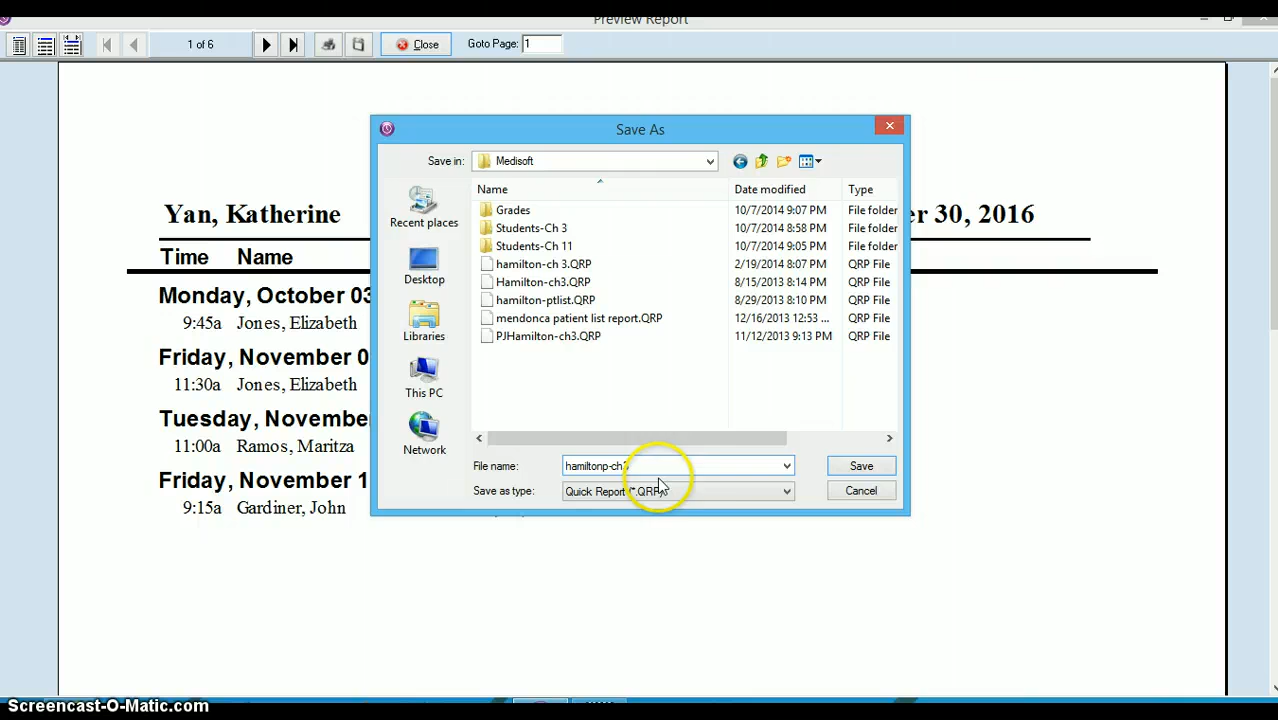 Preview Report
1 of 6
Close
Goto Page: 1
Save As
Save in: Medisoft
Name Date modified Type
Grades 10/7/2014 9:07 PM File folder
Students-Ch 3 10/7/2014 8:58 PM File folder
Students-Ch 11 10/7/2014 9:05 PM File folder
hamilton-ch 3.QRP 2/19/2014 8:07 PM QRP File
Hamilton-ch3.QRP 8/15/2013 8:14 PM QRP File
hamilton-ptlist.QRP 8/29/2013 8:10 PM QRP File
mendonca patient list report.QRP 12/16/2013 12:53 ... QRP File
PJHamilton-ch3.QRP 11/12/2013 9:13 PM QRP File
Recent places
Desktop
Libraries
This PC
Network
File name: hamiltonp-ch3
Save
Save as type: Quick Report (*.QRP)
Cancel
Yan, Katherine
30, 2016
Time Name
Monday, October 03
9:45a Jones, Elizabeth
Friday, November 0
11:30a Jones, Elizabeth
Tuesday, November
11:00a Ramos, Maritza
Friday, November 1
9:15a Gardiner, John
Screencast-O-Matic.com